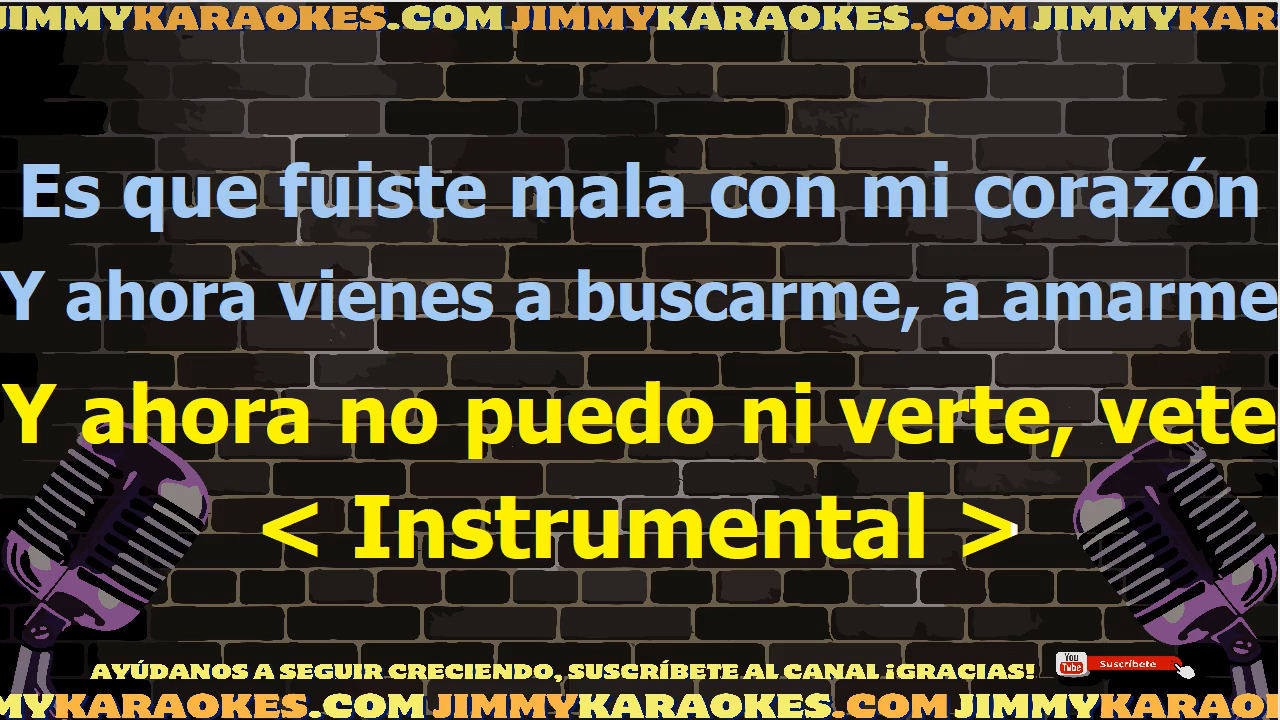 JIMMYKARAOKES.COM JIMMYKARAOKES.COM JIMMYKAR
Es que fuiste mala con mi corazón
Y ahora vienes a buscarme, a amarme
Y ahora no puedo ni verte, vete
< Instrumental >
AYÚDANOS A SEGUIR CRECIENDO, SUSCRÍBETE AL CANAL ¡GRACIAS!
You Tube Suscríbete
MYKARAOKES.COM JIMMYKARAOKES.COM JIMMYKARAO